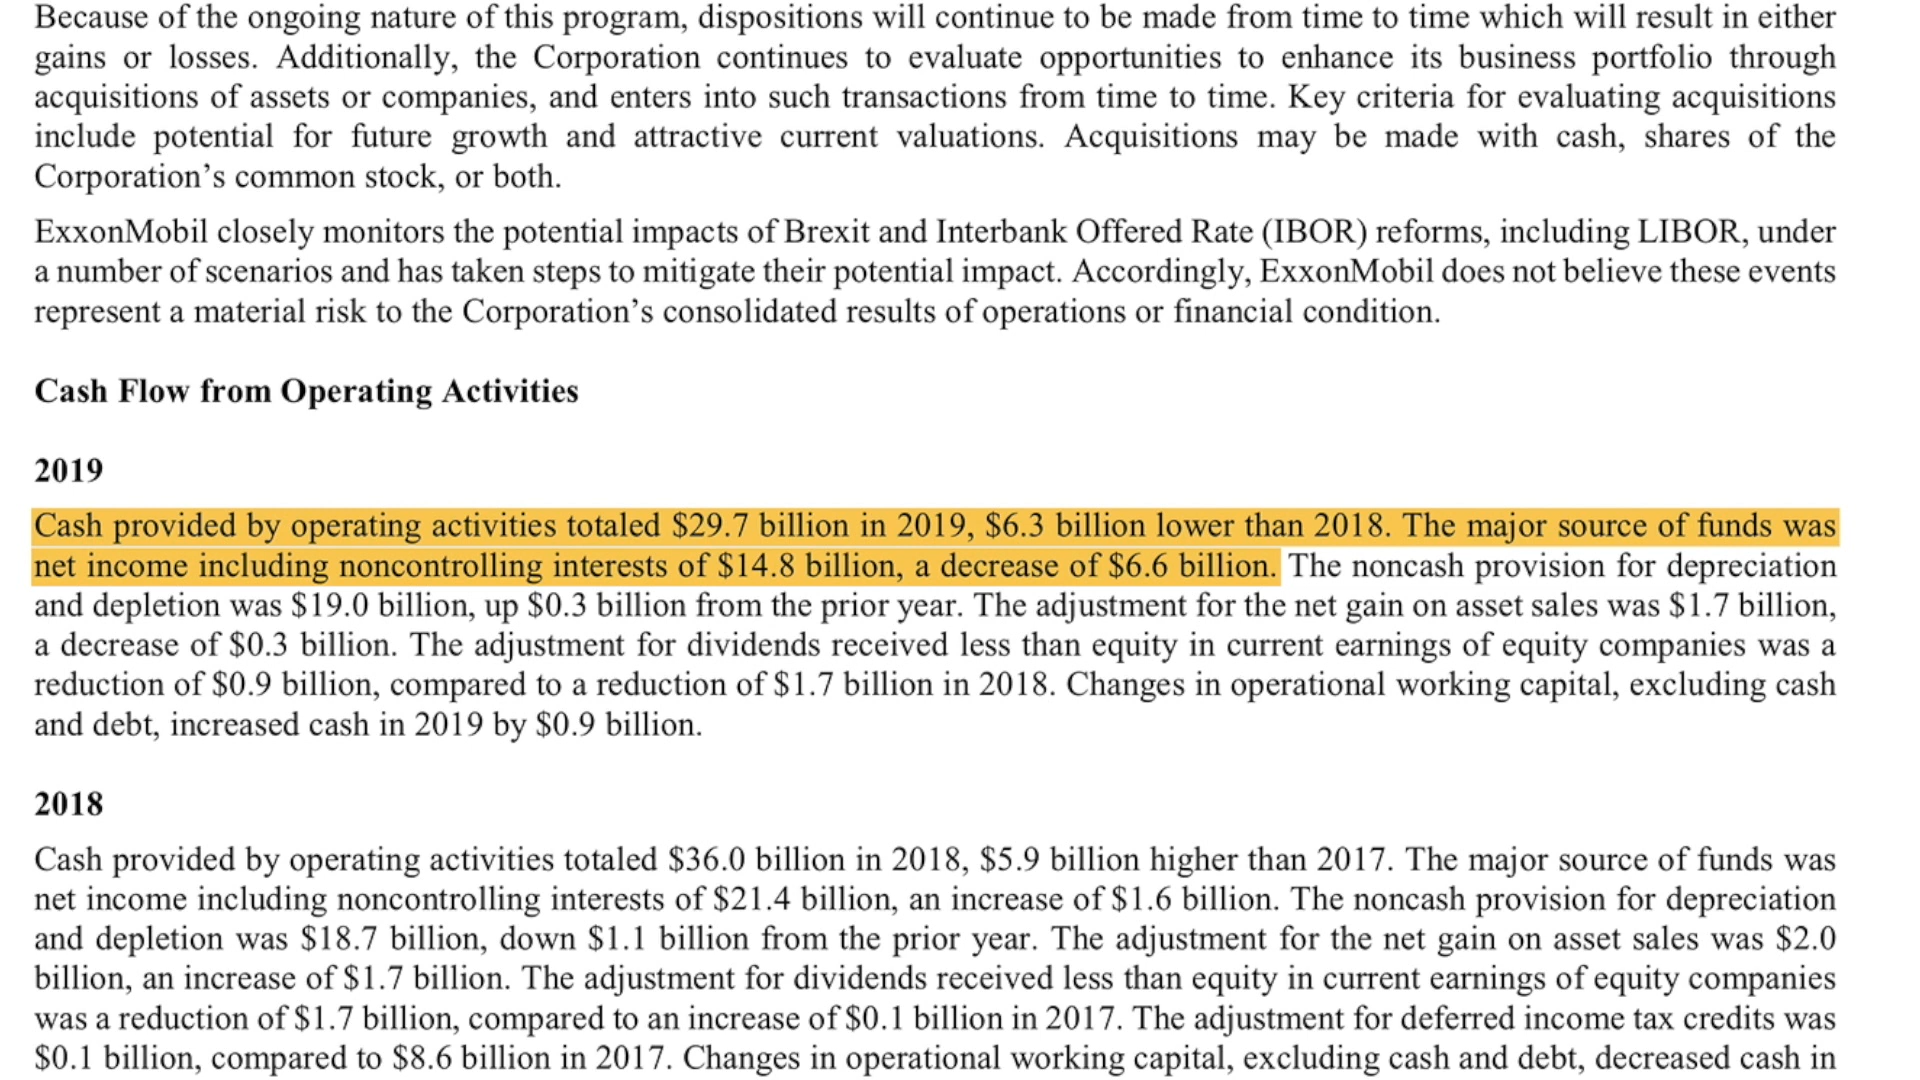 Because of the ongoing nature of this program, dispositions will continue to be made from time to time which will result in either
gains or losses. Additionally, the Corporation continues to evaluate opportunities to enhance its business portfolio through
acquisitions of assets or companies, and enters into such transactions from time to time. Key criteria for evaluating acquisitions
include potential for future growth and attractive current valuations. Acquisitions may be made with cash, shares of the
Corporation’s common stock, or both.
ExxonMobil closely monitors the potential impacts of Brexit and Interbank Offered Rate (IBOR) reforms, including LIBOR, under
a number of scenarios and has taken steps to mitigate their potential impact. Accordingly, ExxonMobil does not believe these events
represent a material risk to the Corporation’s consolidated results of operations or financial condition.
Cash Flow from Operating Activities
2019
Cash provided by operating activities totaled $29.7 billion in 2019, $6.3 billion lower than 2018. The major source of funds was
net income including noncontrolling interests of $14.8 billion, a decrease of $6.6 billion. The noncash provision for depreciation
and depletion was $19.0 billion, up $0.3 billion from the prior year. The adjustment for the net gain on asset sales was $1.7 billion,
a decrease of $0.3 billion. The adjustment for dividends received less than equity in current earnings of equity companies was a
reduction of $0.9 billion, compared to a reduction of $1.7 billion in 2018. Changes in operational working capital, excluding cash
and debt, increased cash in 2019 by $0.9 billion.
2018
Cash provided by operating activities totaled $36.0 billion in 2018, $5.9 billion higher than 2017. The major source of funds was
net income including noncontrolling interests of $21.4 billion, an increase of $1.6 billion. The noncash provision for depreciation
and depletion was $18.7 billion, down $1.1 billion from the prior year. The adjustment for the net gain on asset sales was $2.0
billion, an increase of $1.7 billion. The adjustment for dividends received less than equity in current earnings of equity companies
was a reduction of $1.7 billion, compared to an increase of $0.1 billion in 2017. The adjustment for deferred income tax credits was
$0.1 billion, compared to $8.6 billion in 2017. Changes in operational working capital, excluding cash and debt, decreased cash in